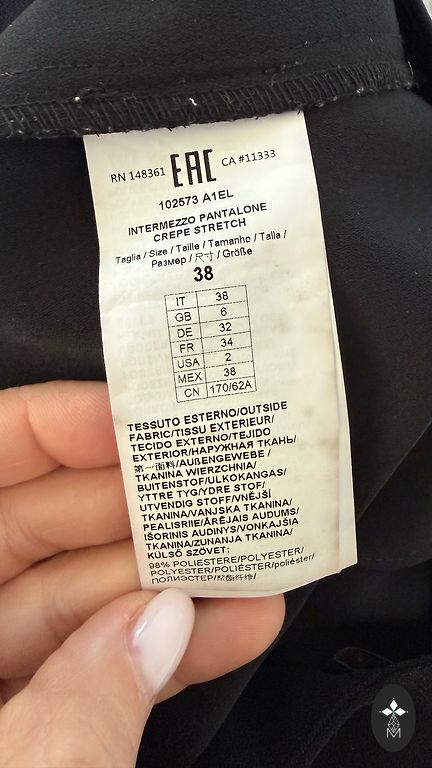 RN 148361 EAC CA #11333
102573 A1EL
INTERMEZZO PANTALONE
CREPE STRETCH
Taglia / Size / Taille / Tamanho / Talla /
Размер / 尺寸 / Größe
38
IT 38
GB 6
DE 32
FR 34
USA 2
MEX 38
CN 170/62A
TESSUTO ESTERNO/OUTSIDE
FABRIC/TISSU EXTERIEUR/
TECIDO EXTERNO/TEJIDO
EXTERIOR/НАРУЖНАЯ ТКАНЬ/
第一面料/AUßENGEWEBE /
TKANINA WIERZCHNIA/
BUITENSTOF/ULKOKANGAS/
YTTRE TYG/YDRE STOF/
UTVENDIG STOFF/VNĚJŠÍ
TKANINA/VANJSKA TKANINA/
PEALISRIIE/ĀRĒJAIS AUDUMS/
IŠORINIS AUDINYS/VONKAJŠIA
TKANINA/ZUNANJA TKANINA/
KÜLSŐ SZÖVET:
98% POLIESTERE/POLYESTER/
POLYESTER/POLIÉSTER/poliéster/
ПОЛИЭСТЕР/聚酯纤维/
M